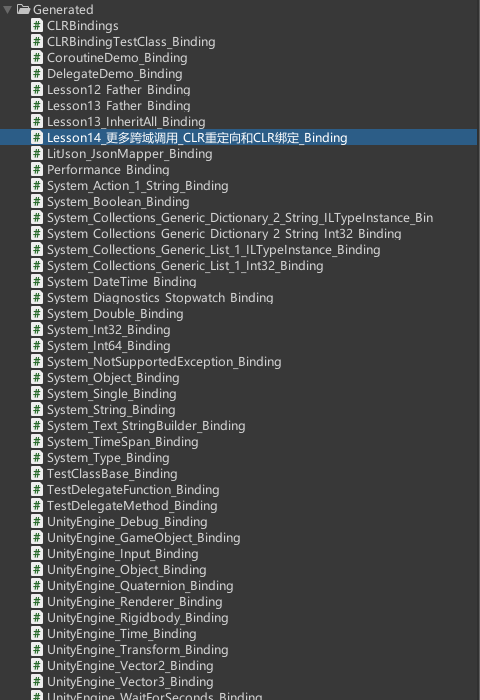 Generated
CLRBindings
CLRBindingTestClass_Binding
CoroutineDemo_Binding
DelegateDemo_Binding
Lesson12_Father_Binding
Lesson13_Father_Binding
Lesson13_InheritAll_Binding
Lesson14_更多跨域调用_CLR重定向和CLR绑定_Binding
LitJson_JsonMapper_Binding
Performance_Binding
System_Action_1_String_Binding
System_Boolean_Binding
System_Collections_Generic_Dictionary_2_String_ILTypeInstance_Bin
System_Collections_Generic_Dictionary_2_String_Int32_Binding
System_Collections_Generic_List_1_ILTypeInstance_Binding
System_Collections_Generic_List_1_Int32_Binding
System_DateTime_Binding
System_Diagnostics_Stopwatch_Binding
System_Double_Binding
System_Int32_Binding
System_Int64_Binding
System_NotSupportedException_Binding
System_Object_Binding
System_Single_Binding
System_String_Binding
System_Text_StringBuilder_Binding
System_TimeSpan_Binding
System_Type_Binding
TestClassBase_Binding
TestDelegateFunction_Binding
TestDelegateMethod_Binding
UnityEngine_Debug_Binding
UnityEngine_GameObject_Binding
UnityEngine_Input_Binding
UnityEngine_Object_Binding
UnityEngine_Quaternion_Binding
UnityEngine_Renderer_Binding
UnityEngine_Rigidbody_Binding
UnityEngine_Time_Binding
UnityEngine_Transform_Binding
UnityEngine_Vector2_Binding
UnityEngine_Vector3_Binding
UnityEngine_WaitForSeconds_Binding